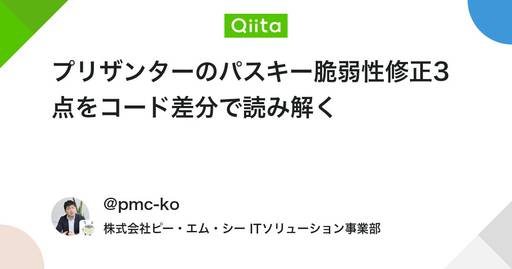 Qiita
プリザンターのパスキー脆弱性修正3
点をコード差分で読み解く
@pmc-ko
株式会社ピー・エム・シー ITソリューション事業部